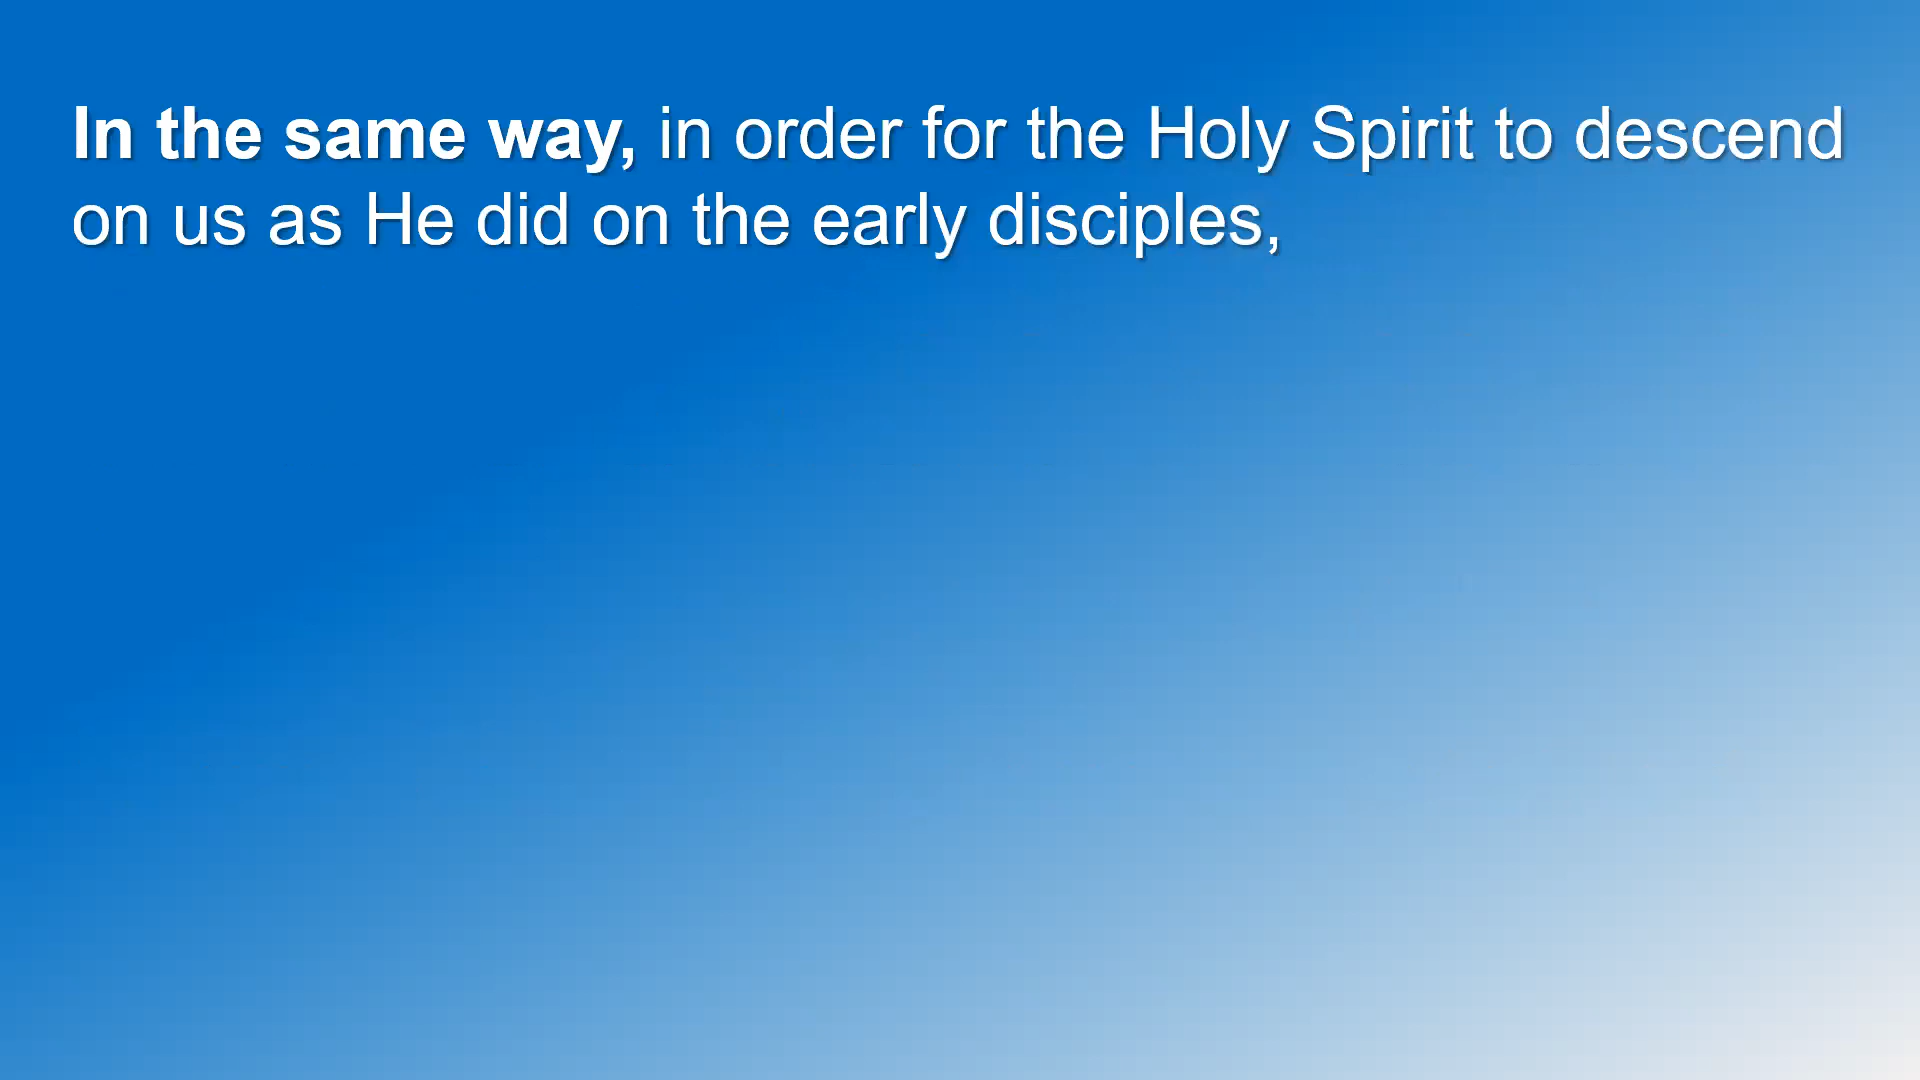 In the same way, in order for the Holy Spirit to descend
on us as He did on the early disciples,